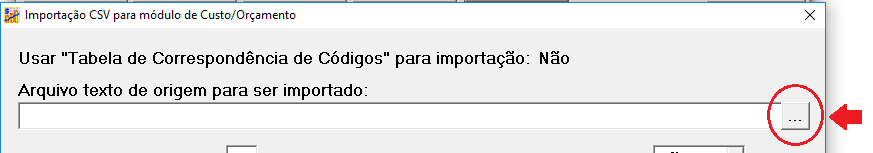 Importação CSV para módulo de Custo/Orçamento
Usar "Tabela de Correspondência de Códigos" para importação: Não
Arquivo texto de origem para ser importado:
...